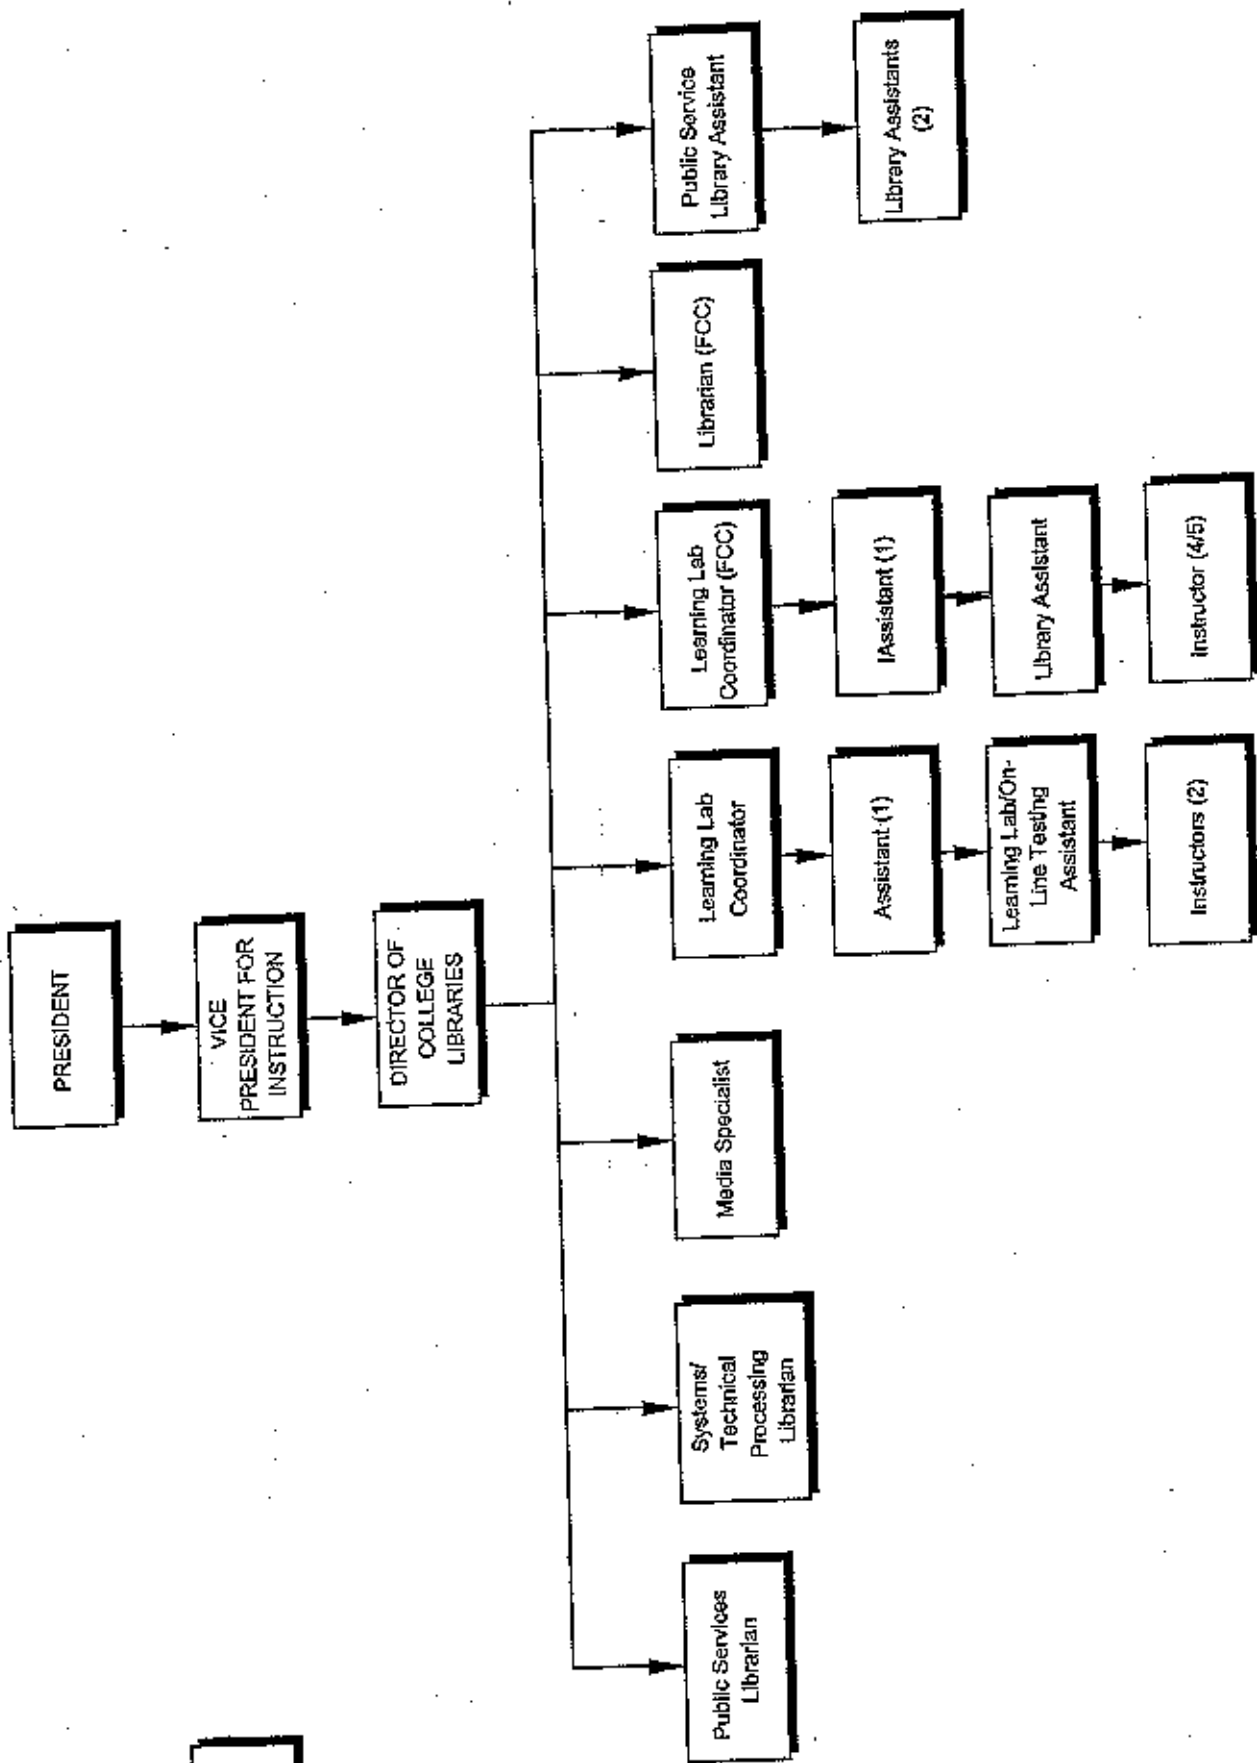 PRESIDENT
VICE
PRESIDENT FOR
INSTRUCTION
DIRECTOR OF
COLLEGE
LIBRARIES
Public Services
Librarian
Systems/
Technical
Processing
Librarian
Media Specialist
Learning Lab
Coordinator
Learning Lab
Coordinator (FCC)
Librarian (FCC)
Public Service
Library Assistant
Assistant (1)
IAssistant (1)
Library Assistants
(2)
Learning Lab/On-
Line Testing
Assistant
Library Assistant
Instructors (2)
Instructor (4/5)